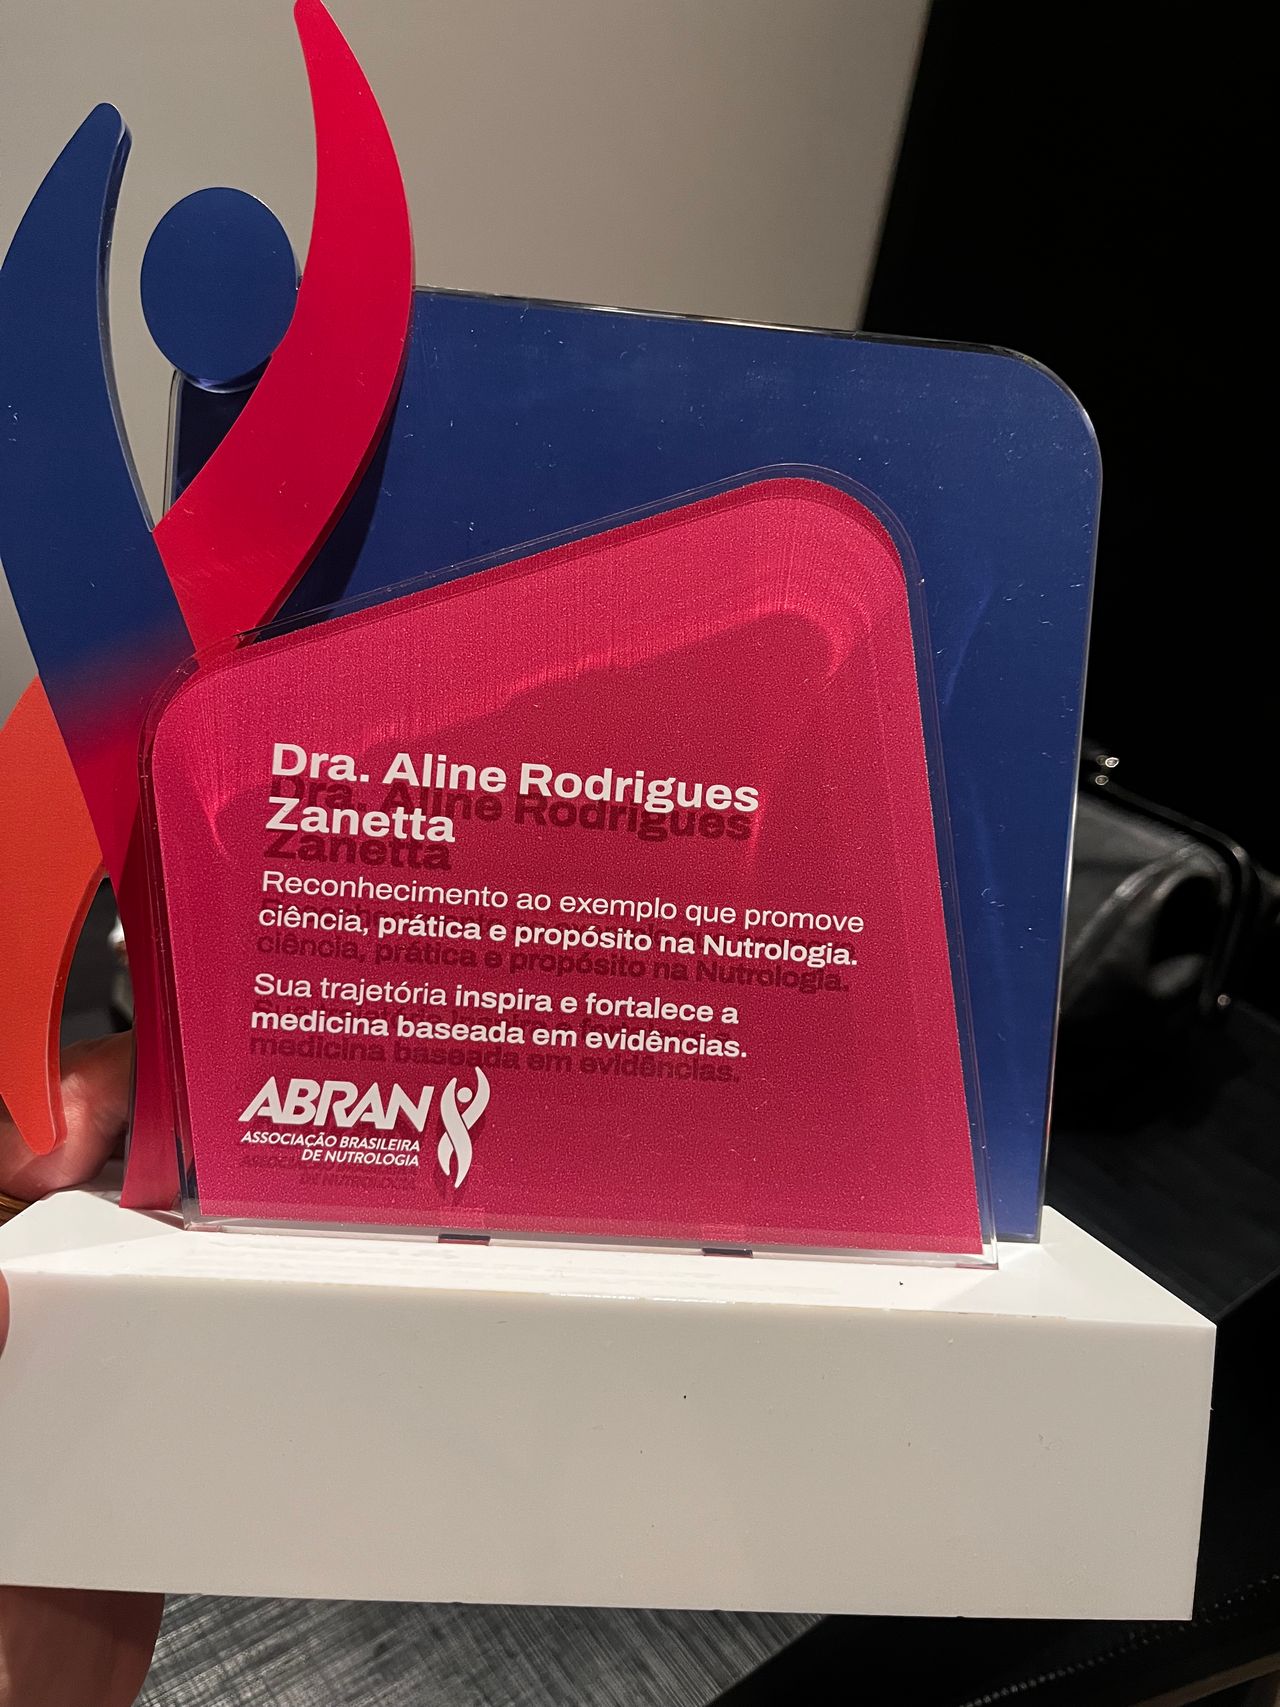 Dra. Aline Rodrigues
Zanetta
Reconhecimento ao exemplo que promove
ciência, prática e propósito na Nutrologia.
Sua trajetória inspira e fortalece a
medicina baseada em evidências.
ABRAN
ASSOCIAÇÃO BRASILEIRA
DE NUTROLOGIA